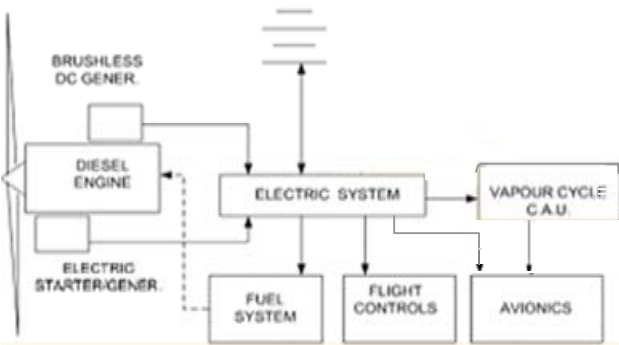 BRUSHLESS
DC GENER.
DIESEL
ENGINE
ELECTRIC SYSTEM
VAPOUR CYCLE
C.A.U.
ELECTRIC
STARTER/GENER.
FUEL
SYSTEM
FLIGHT
CONTROLS
AVIONICS